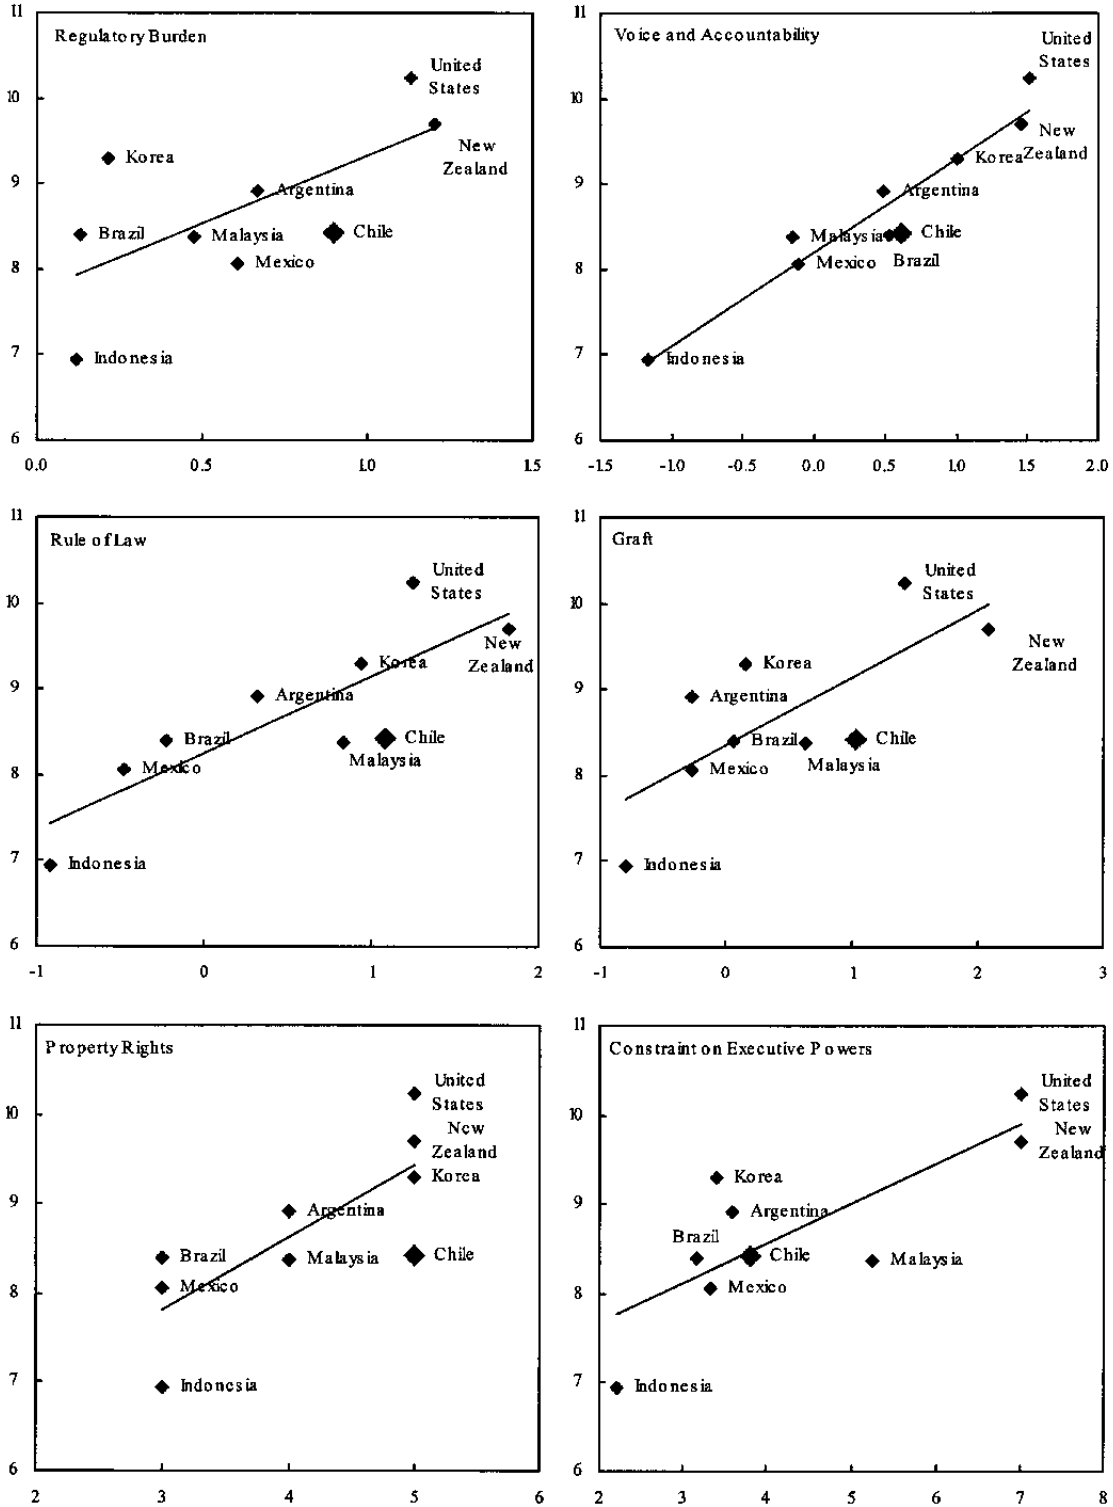 11
Regulatory Burden
United
States
10
New
Zealand
Korea
9
Argentina
Brazil
Malaysia
Chile
8
Mexico
7
Indonesia
6
0.0 0.5 1.0 1.5
11
Voice and Accountability
United
States
10
New
Zealand
Korea
9
Argentina
Malaysia
Chile
Brazil
8
Mexico
7
Indonesia
6
-1.5 -1.0 -0.5 0.0 0.5 1.0 1.5 2.0
11
Rule of Law
United
States
10
New
Zealand
Korea
9
Argentina
Brazil
Chile
Malaysia
8
Mexico
7
Indonesia
6
-1 0 1 2
11
Graft
United
States
10
New
Zealand
Korea
9
Argentina
Brazil
Chile
Malaysia
8
Mexico
7
Indonesia
6
-1 0 1 2 3
11
Property Rights
United
States
10
New
Zealand
Korea
9
Argentina
Brazil
Malaysia
Chile
8
Mexico
7
Indonesia
6
2 3 4 5 6
11
Constraint on Executive Powers
United
States
10
New
Zealand
Korea
9
Argentina
Brazil
Chile
Malaysia
8
Mexico
7
Indonesia
6
2 3 4 5 6 7 8